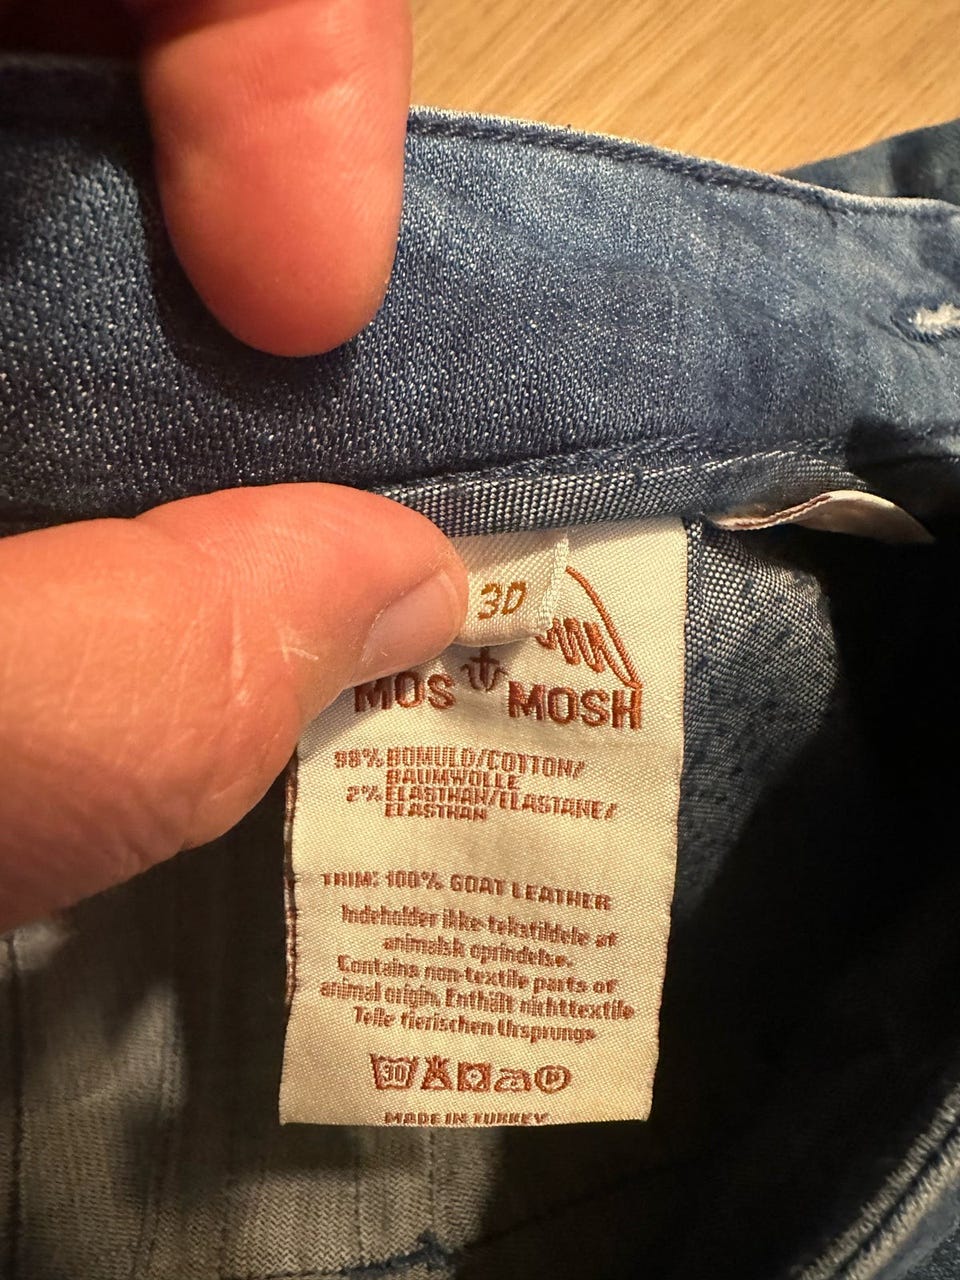 30
MOS MOSH
98% BOMULD/COTTON/
BAUMWOLLE
2% ELASTHAN/ELASTANE/
ELASTHAN
TRIM: 100% GOAT LEATHER
Indeholder ikke-tekstildele af
animalsk oprindelse.
Contains non-textile parts of
animal origin. Enthält nichttextile
Teile tierischen Ursprungs
30 P
MADE IN TURKEY